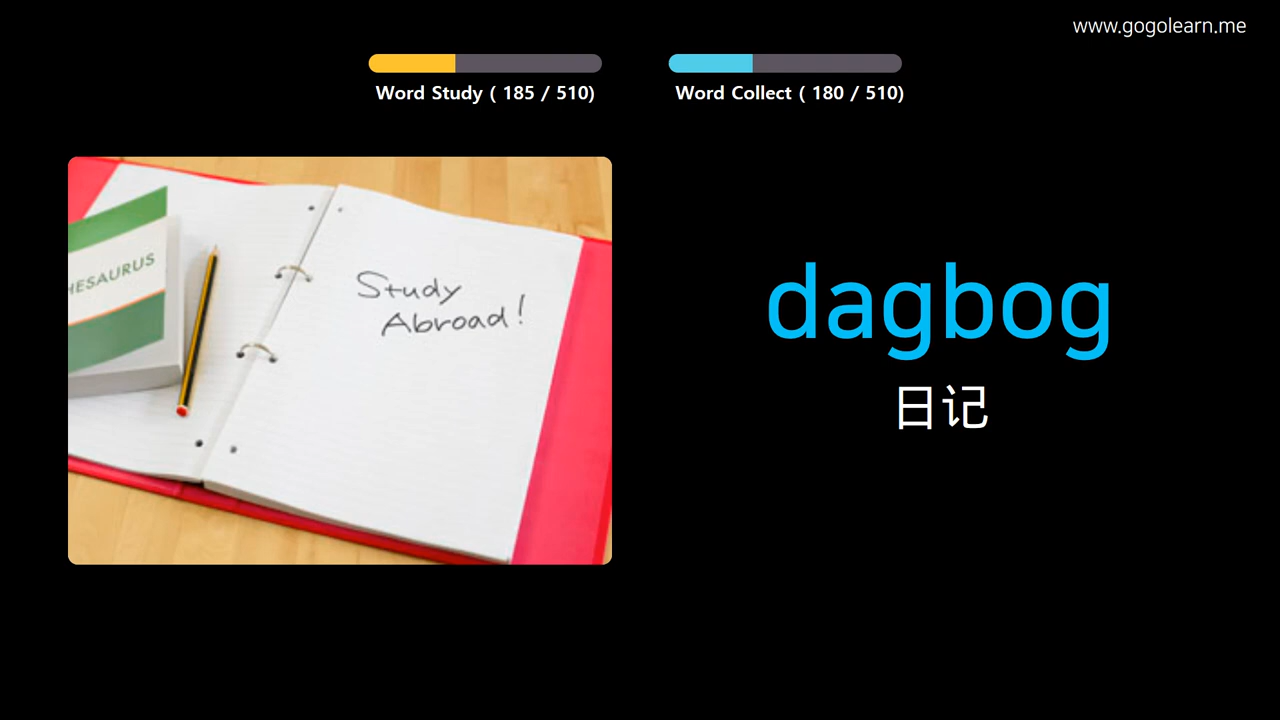 www.gogolearn.me
Word Study ( 185 / 510)
Word Collect ( 180 / 510)
HESAURUS
Study
Abroad!
dagbog
日记